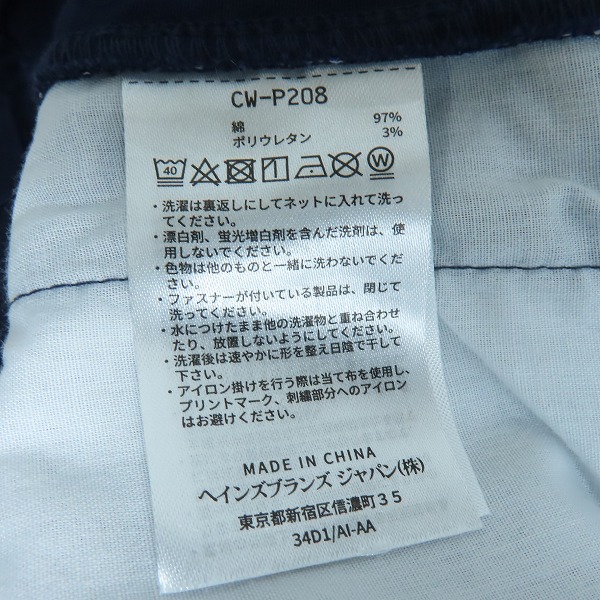 CW-P208
綿 97%
ポリウレタン 3%
40 W
・洗濯は裏返しにしてネットに入れて洗っ
てください。
・漂白剤、蛍光増白剤を含んだ洗剤は、使
用しないでください。
・色物は他のものと一緒に洗わないでくだ
さい。
・ファスナーが付いている製品は、閉じて
洗ってください。
・水につけたまま他の洗濯物と重ね合わせ
たり、放置しないようにしてください。
・洗濯後は速やかに形を整え日陰で干して
下さい。
・アイロン掛けを行う際は当て布を使用し、
プリントマーク、刺繍部分へのアイロン
はお避けください。
MADE IN CHINA
ヘインズブランズ ジャパン(株)
東京都新宿区信濃町35
34D1/AI-AA